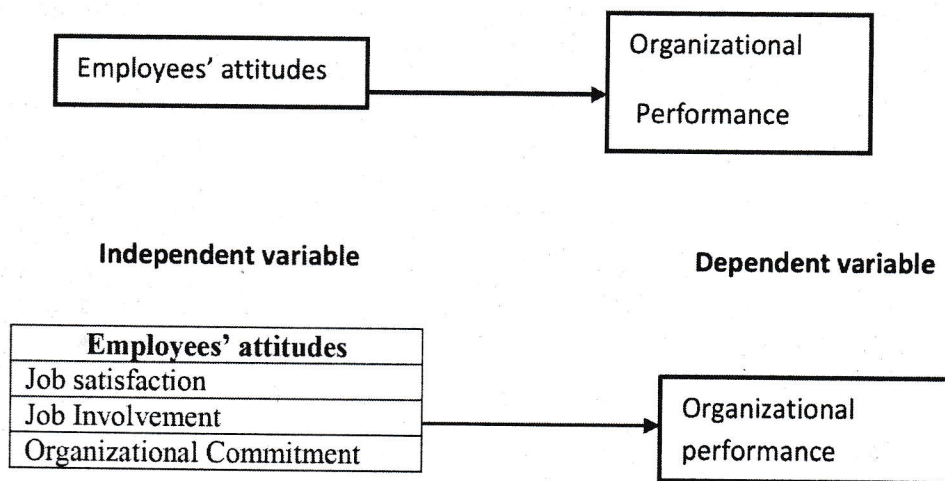 Employees’ attitudes
Organizational
Performance
Independent variable
Dependent variable
Employees’ attitudes
Job satisfaction
Job Involvement
Organizational Commitment
Organizational
performance